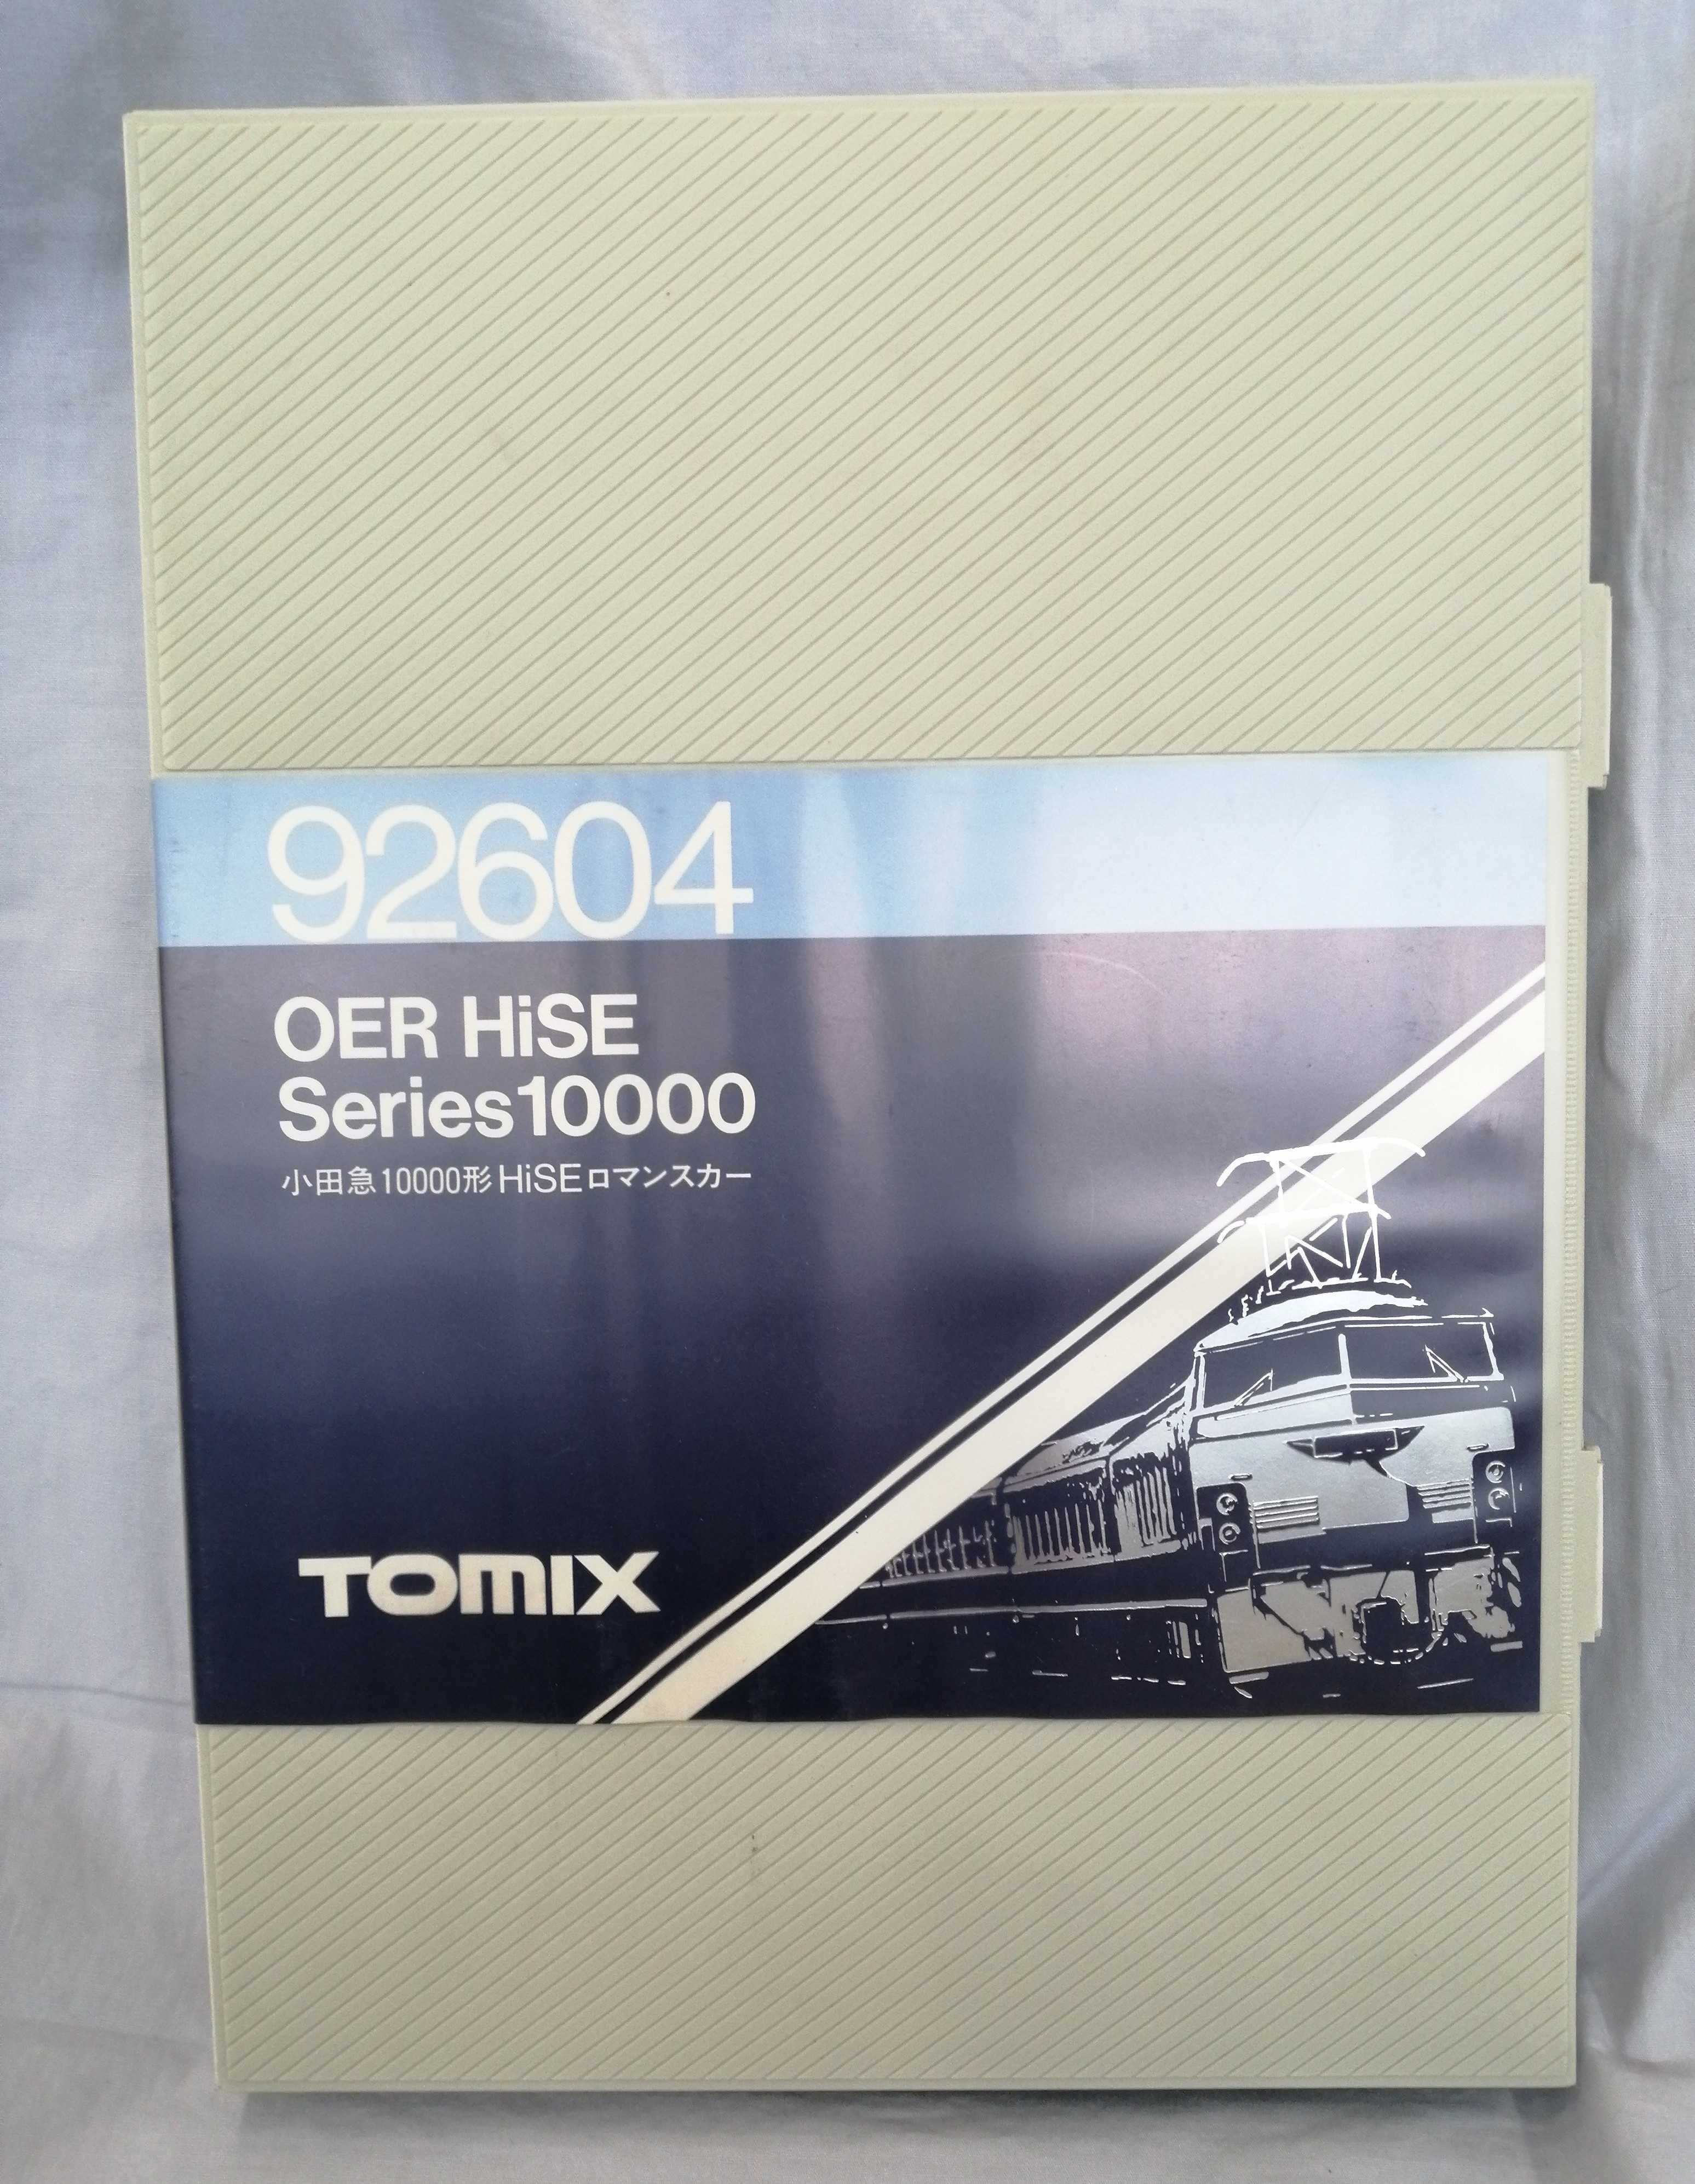 92604
OER HiSE
Series10000
小田急10000形HiSEロマンスカー
TOMIX